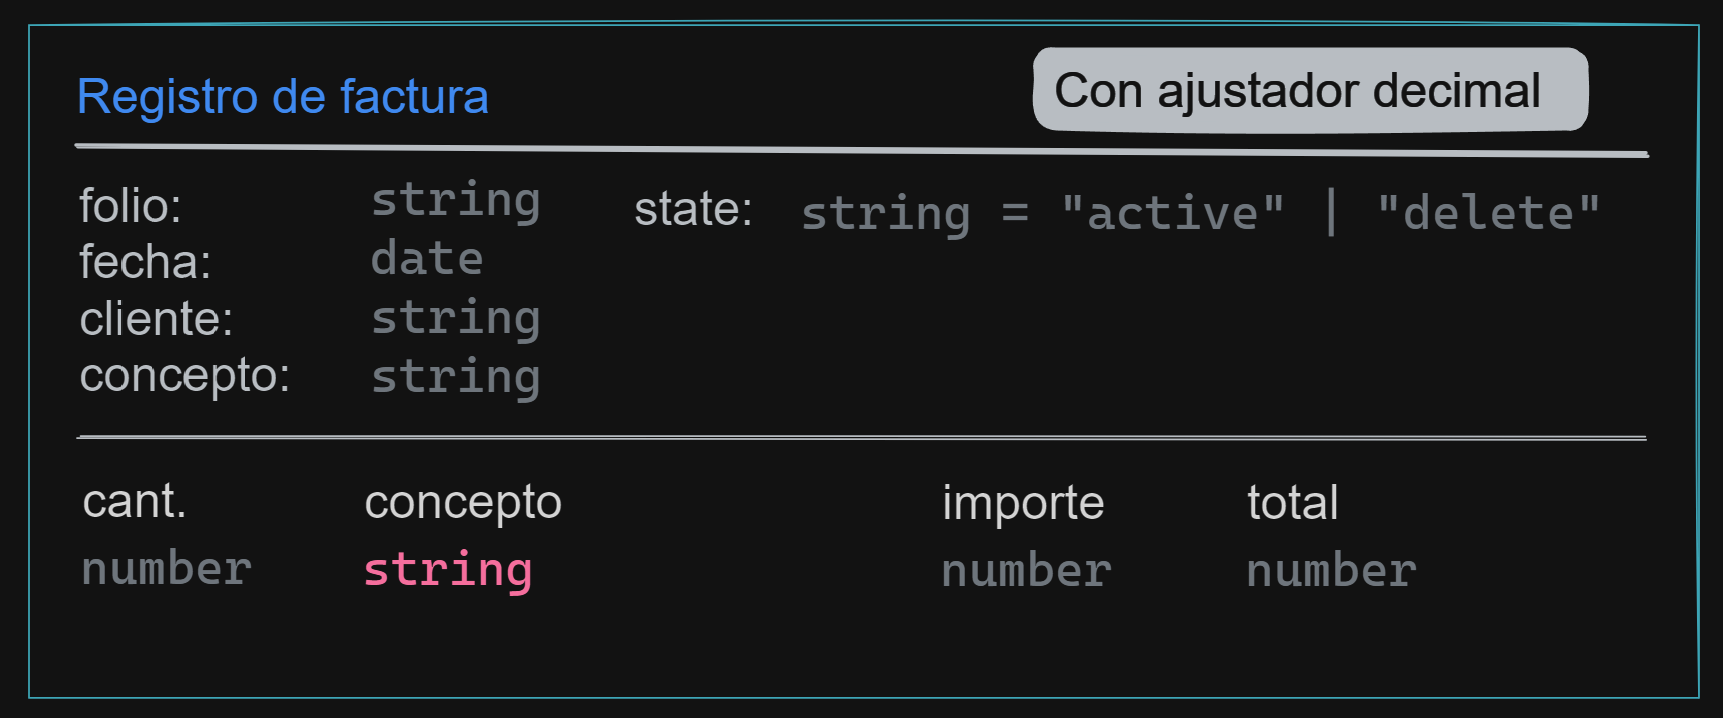 Registro de factura
Con ajustador decimal
folio: string
state: string = "active" | "delete"
fecha: date
cliente: string
concepto: string
cant. concepto importe total
number string number number